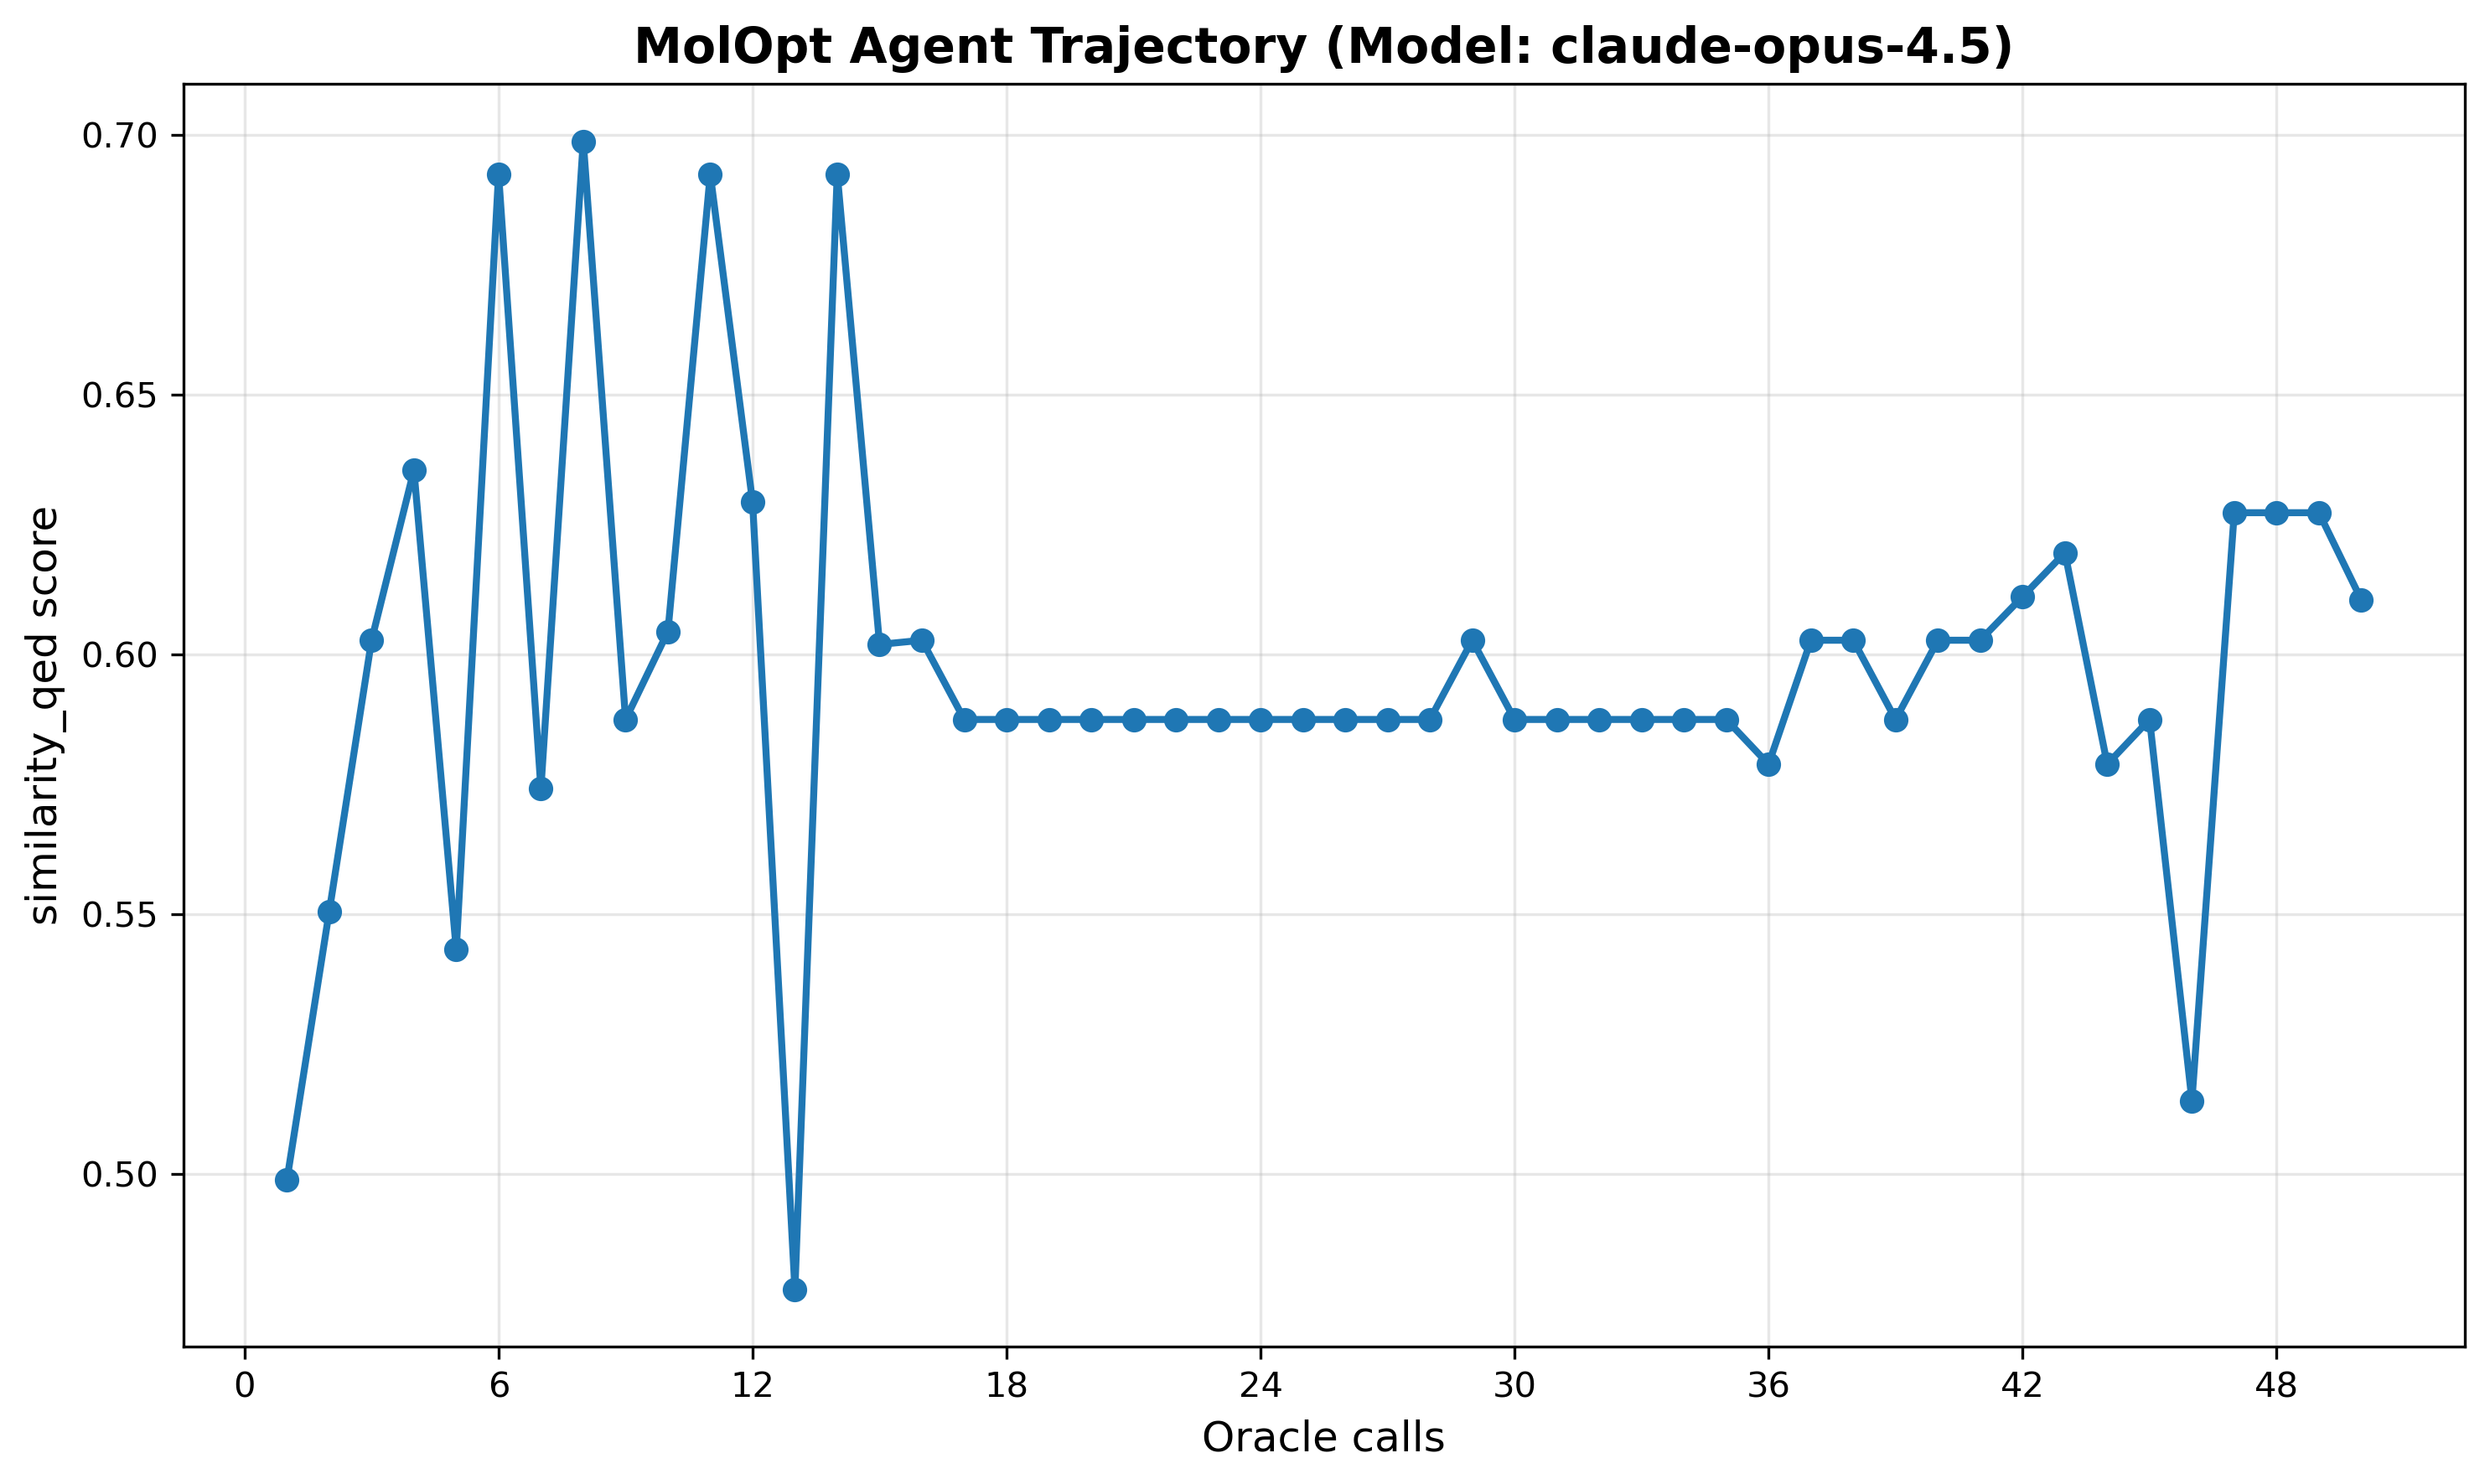 MolOpt Agent Trajectory (Model: claude-opus-4.5)
similarity_qed score
0.70
0.65
0.60
0.55
0.50
0 6 12 18 24 30 36 42 48
Oracle calls